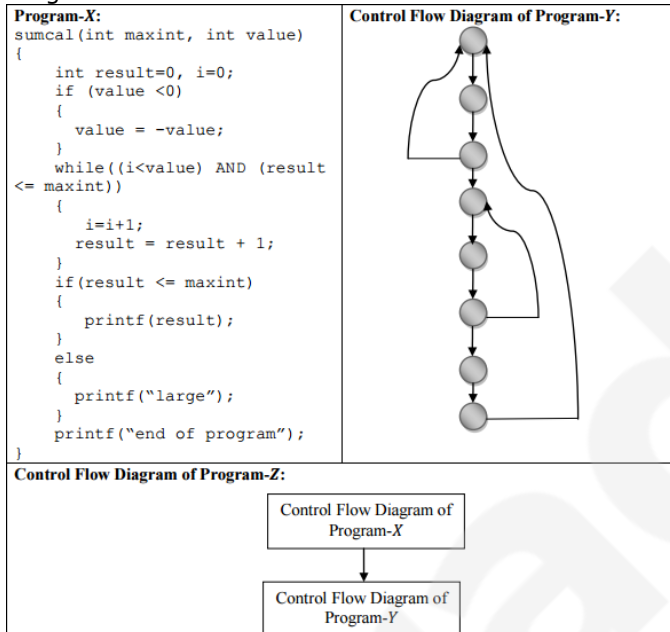 Program-X:
sumcal(int maxint, int value)
{
int result=0, i=0;
if (value <0)
{
value = -value;
}
while((i<value) AND (result
<= maxint))
{
i=i+1;
result = result + 1;
}
if(result <= maxint)
{
printf(result);
}
else
{
printf(“large”);
}
printf(“end of program”);
}
Control Flow Diagram of Program-Y:
Control Flow Diagram of Program-Z:
Control Flow Diagram of
Program-X
Control Flow Diagram of
Program-Y